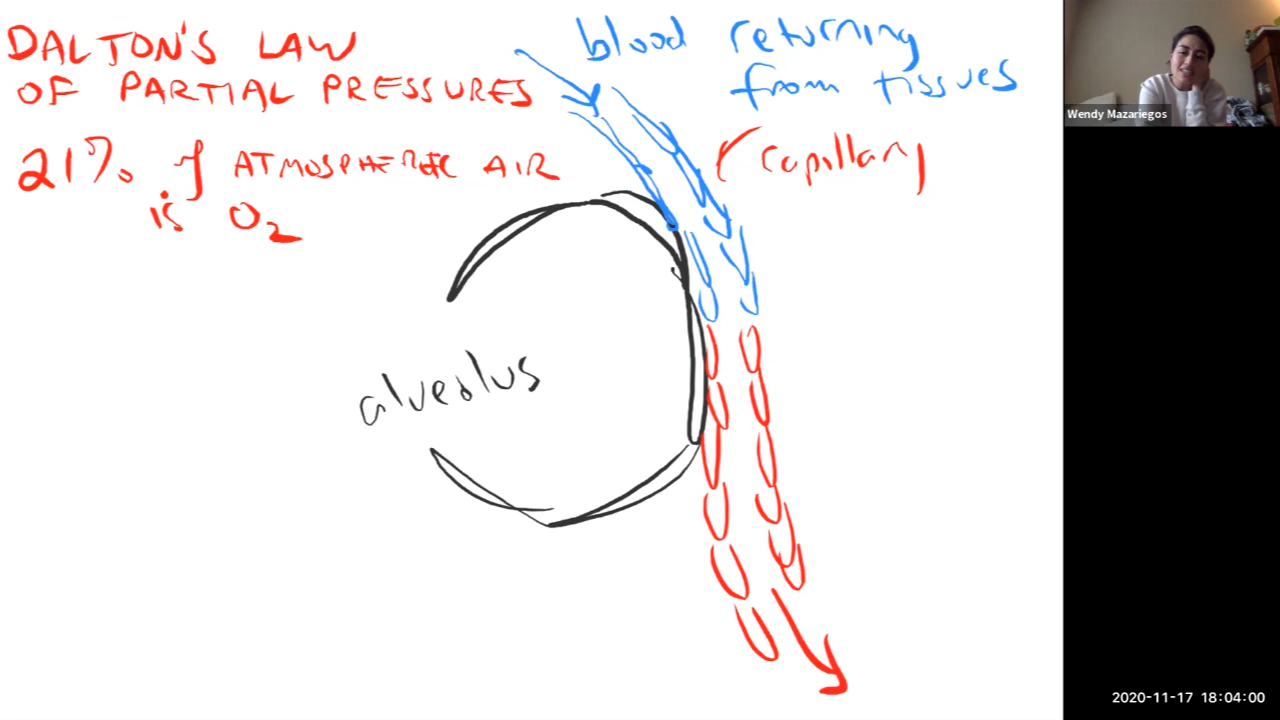 DALTON'S LAW
OF PARTIAL PRESSURES
21% of ATMOSPHERIC AIR
is O2
blood returning
from tissues
capillary
alveolus
Wendy Mazariegos
2020-11-17 18:04:00